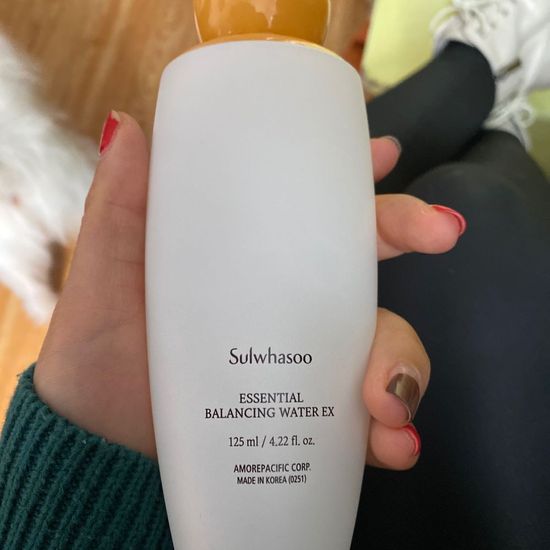 Sulwhasoo
ESSENTIAL
BALANCING WATER EX
125 ml / 4.22 fl. oz.
AMOREPACIFIC CORP.
MADE IN KOREA (0251)